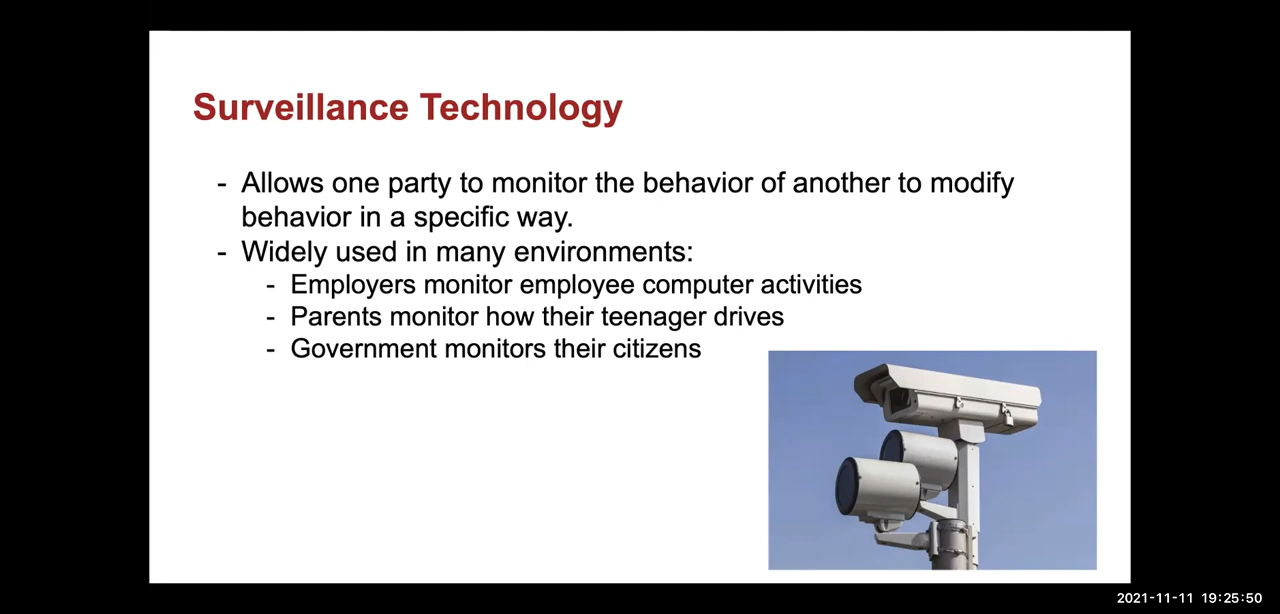 Surveillance Technology
- Allows one party to monitor the behavior of another to modify
behavior in a specific way.
- Widely used in many environments:
- Employers monitor employee computer activities
- Parents monitor how their teenager drives
- Government monitors their citizens
2021-11-11 19:25:50